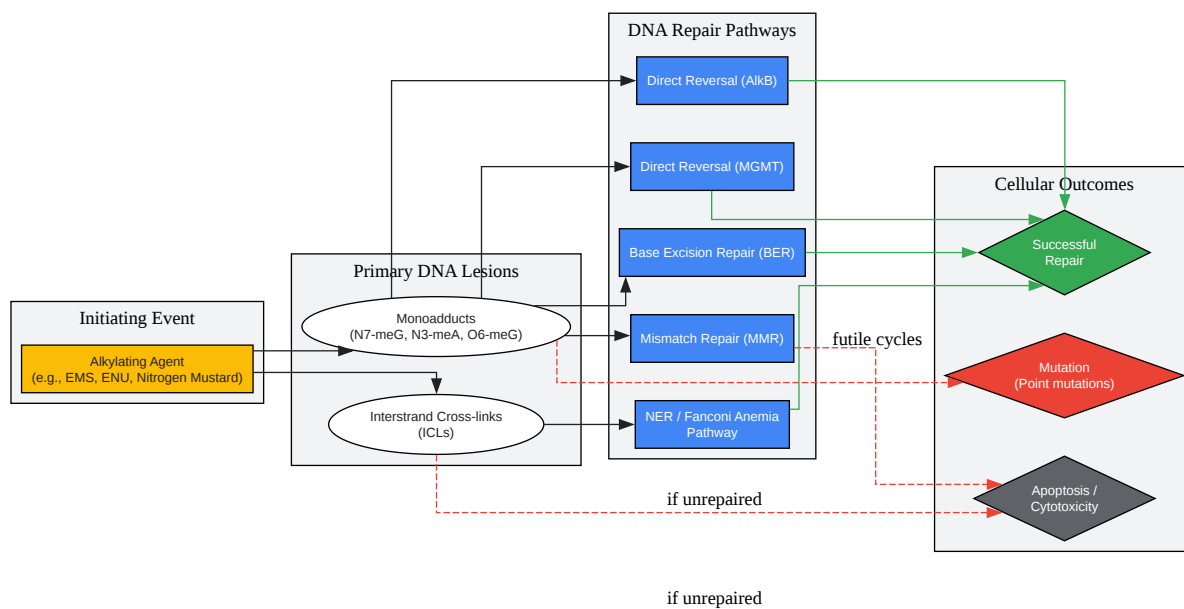 Initiating Event
Alkylating Agent
(e.g., EMS, ENU, Nitrogen Mustard)
Primary DNA Lesions
Monoadducts
(N7-meG, N3-meA, O6-meG)
Interstrand Cross-links
(ICLs)
DNA Repair Pathways
Direct Reversal (AlkB)
Direct Reversal (MGMT)
Base Excision Repair (BER)
Mismatch Repair (MMR)
NER / Fanconi Anemia
Pathway
futile cycles
if unrepaired
if unrepaired
Cellular Outcomes
Successful
Repair
Mutation
(Point mutations)
Apoptosis /
Cytotoxicity